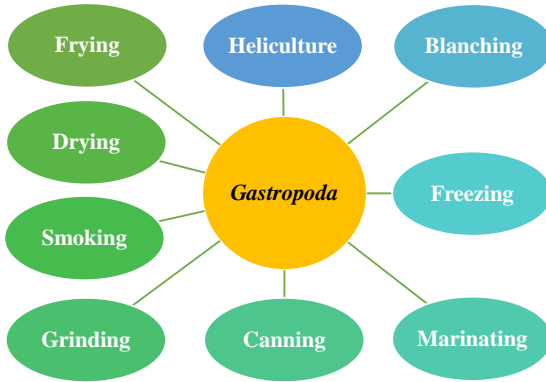 Frying
Heliculture
Blanching
Drying
Gastropoda
Freezing
Smoking
Grinding
Canning
Marinating